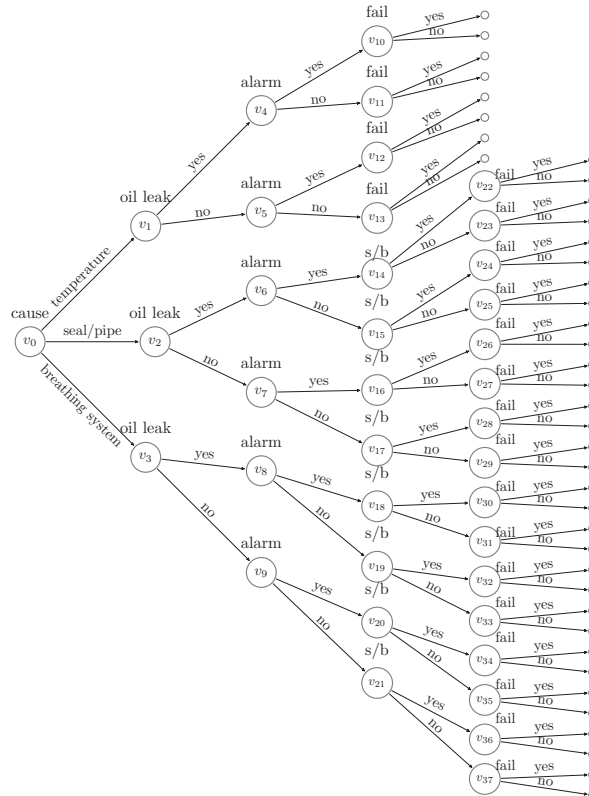 cause
v0
temperature
seal/pipe
breathing system
oil leak
v1
yes
no
oil leak
v2
yes
no
oil leak
v3
yes
no
alarm
v4
yes
no
alarm
v5
yes
no
alarm
v6
yes
no
alarm
v7
yes
no
alarm
v8
yes
no
alarm
v9
yes
no
fail
v10
yes
no
fail
v11
yes
no
fail
v12
yes
no
fail
v13
yes
no
s/b
v14
yes
no
s/b
v15
yes
no
s/b
v16
yes
no
s/b
v17
yes
no
s/b
v18
yes
no
s/b
v19
yes
no
s/b
v20
yes
no
s/b
v21
yes
no
fail
v22
yes
no
fail
v23
yes
no
fail
v24
yes
no
fail
v25
yes
no
fail
v26
yes
no
fail
v27
yes
no
fail
v28
yes
no
fail
v29
yes
no
fail
v30
yes
no
fail
v31
yes
no
fail
v32
yes
no
fail
v33
yes
no
fail
v34
yes
no
fail
v35
yes
no
fail
v36
yes
no
fail
v37
yes
no